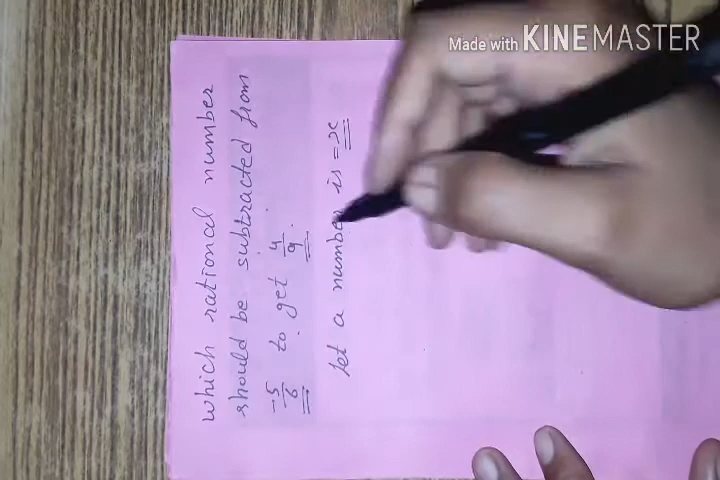 Made with KINEMASTER
which rational number
should be subtracted from
-5/6 to get 4/9.
let a number is = x